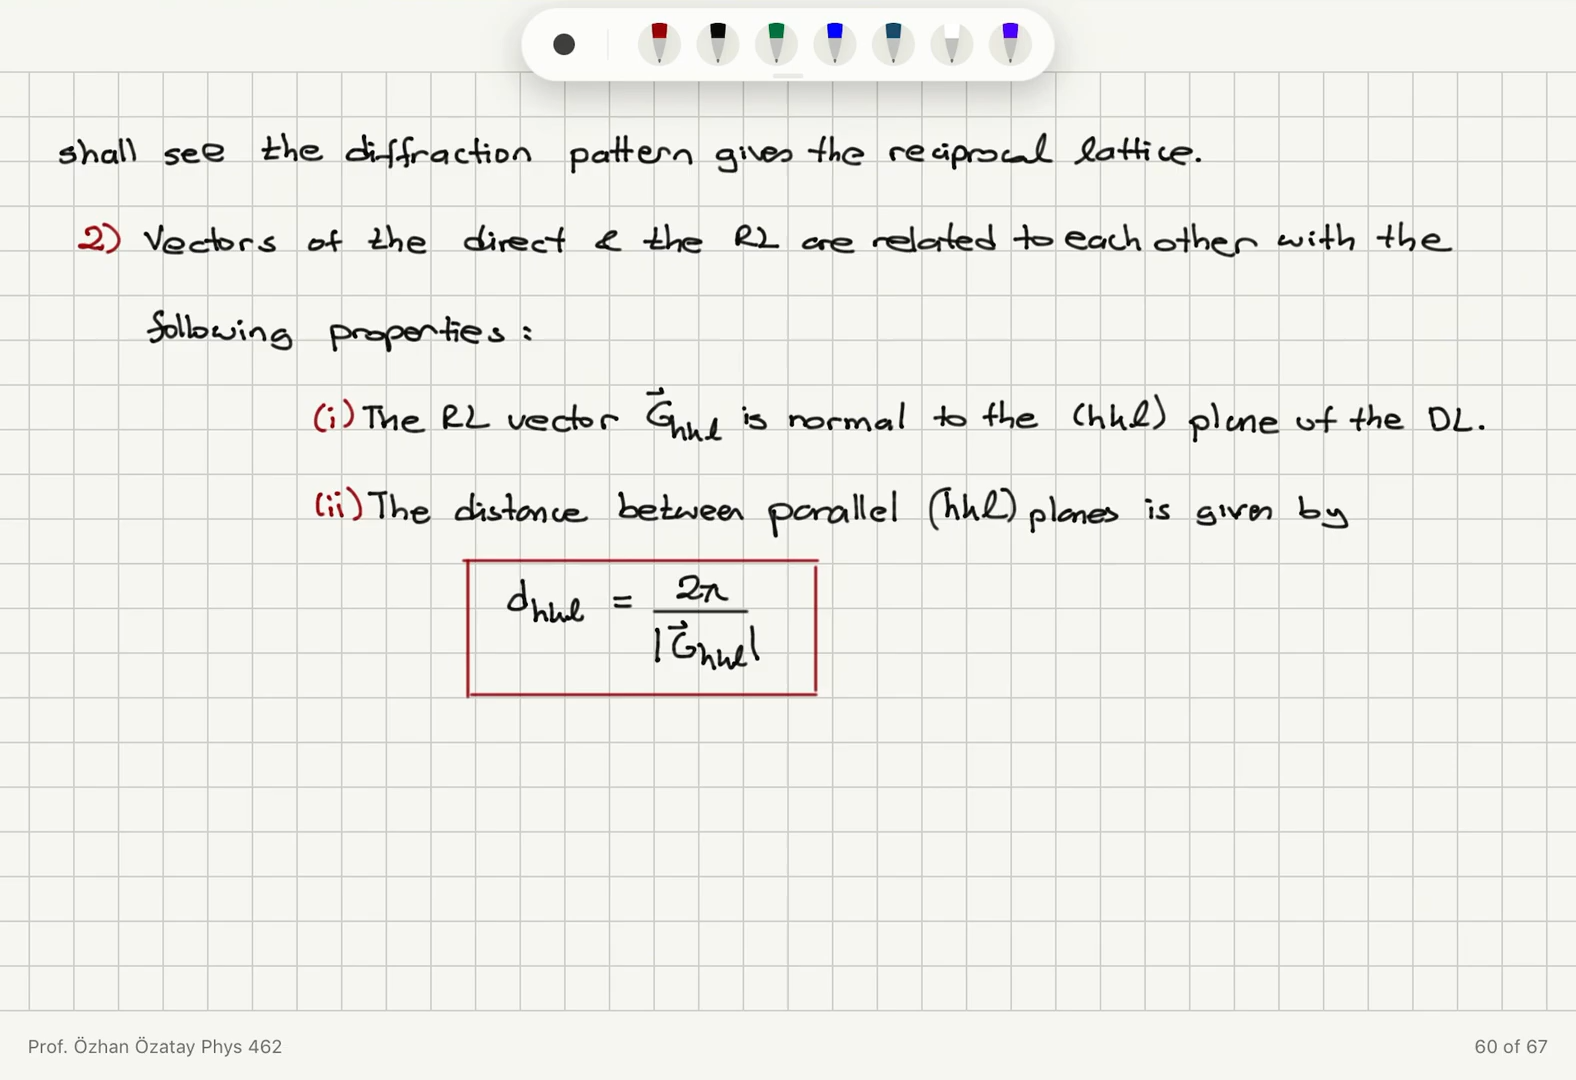 shall see the diffraction pattern gives the reciprocal lattice.
2) Vectors of the direct & the RL are related to each other with the
following properties:
(i) The RL vector G⃗hkl is normal to the (hkl) plane of the DL.
(ii) The distance between parallel (hkl) planes is given by
dhkl = 2π / |G⃗hkl|
Prof. Özhan Özatay Phys 462
60 of 67